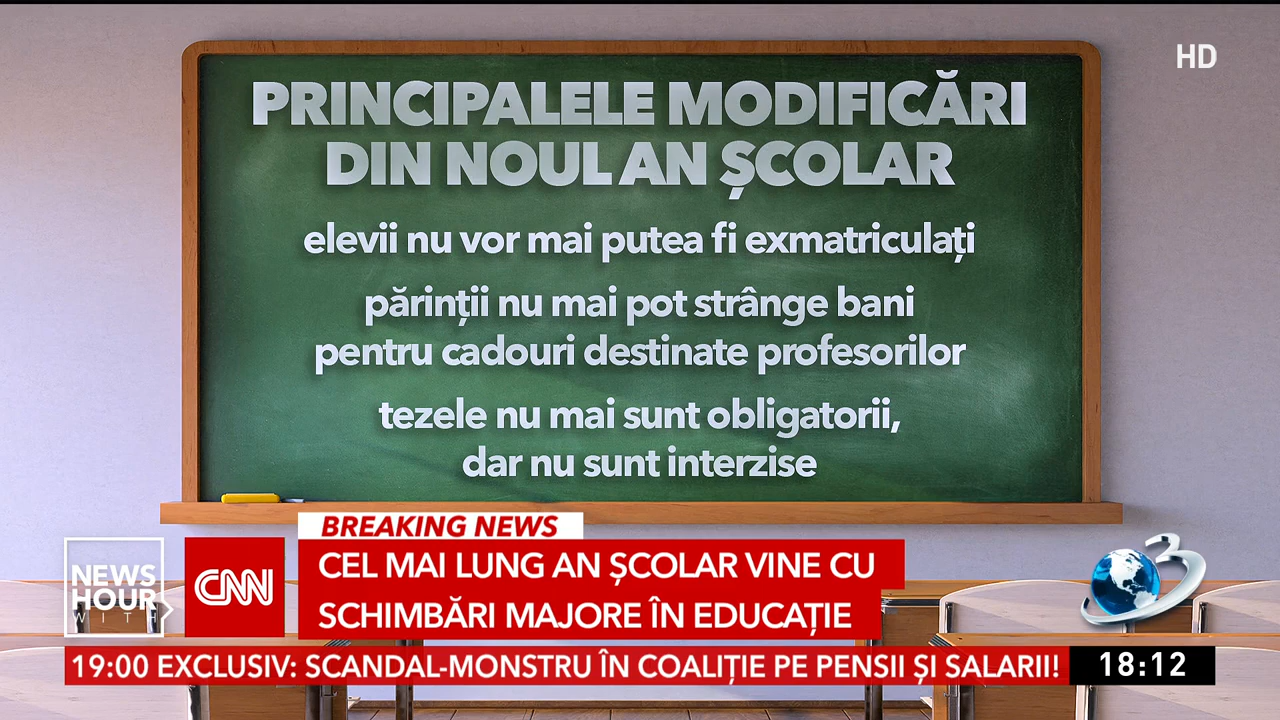 HD
PRINCIPALELE MODIFICĂRI
DIN NOUL AN ȘCOLAR
elevii nu vor mai putea fi exmatriculați
părinții nu mai pot strânge bani
pentru cadouri destinate profesorilor
tezele nu mai sunt obligatorii,
dar nu sunt interzise
BREAKING NEWS
NEWS
HOUR
WITH
CNN
CEL MAI LUNG AN ȘCOLAR VINE CU
SCHIMBĂRI MAJORE ÎN EDUCAȚIE
3
19:00 EXCLUSIV: SCANDAL-MONSTRU ÎN COALIȚIE PE PENSII ȘI SALARII!
18:12